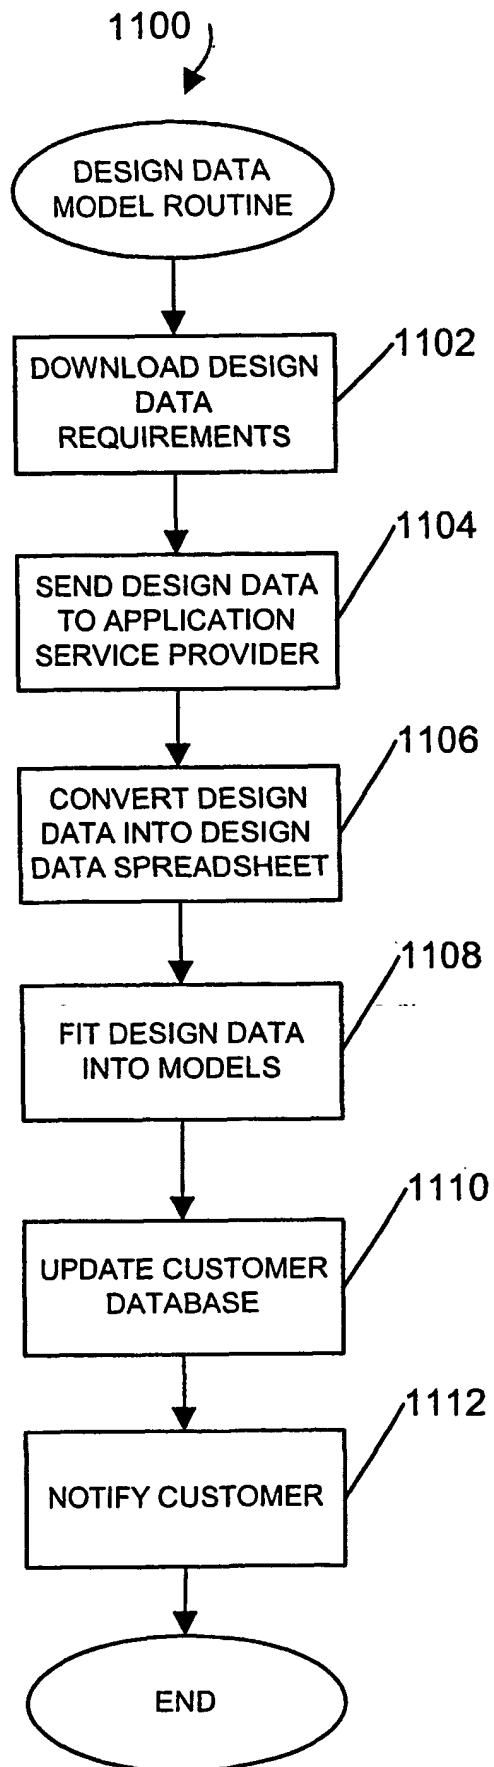 1100
DESIGN DATA
MODEL ROUTINE
1102
DOWNLOAD DESIGN
DATA
REQUIREMENTS
1104
SEND DESIGN DATA
TO APPLICATION
SERVICE PROVIDER
1106
CONVERT DESIGN
DATA INTO DESIGN
DATA SPREADSHEET
1108
FIT DESIGN DATA
INTO MODELS
1110
UPDATE CUSTOMER
DATABASE
1112
NOTIFY CUSTOMER
END